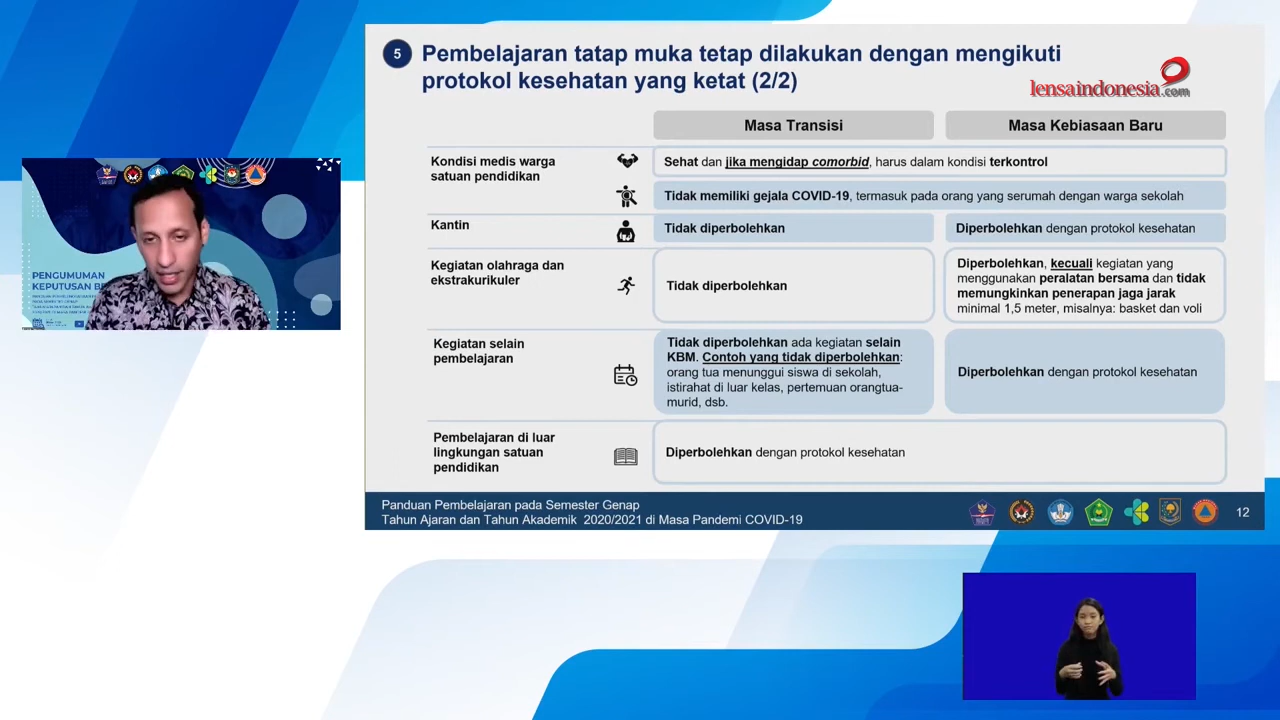 5
Pembelajaran tatap muka tetap dilakukan dengan mengikuti
protokol kesehatan yang ketat (2/2)
lensaindonesia.com
Masa Transisi
Masa Kebiasaan Baru
Kondisi medis warga
satuan pendidikan
Sehat dan jika mengidap comorbid, harus dalam kondisi terkontrol
Tidak memiliki gejala COVID-19, termasuk pada orang yang serumah dengan warga sekolah
Kantin
Tidak diperbolehkan
Diperbolehkan dengan protokol kesehatan
Kegiatan olahraga dan
ekstrakurikuler
Tidak diperbolehkan
Diperbolehkan, kecuali kegiatan yang
menggunakan peralatan bersama dan tidak
memungkinkan penerapan jaga jarak
minimal 1,5 meter, misalnya: basket dan voli
Kegiatan selain
pembelajaran
Tidak diperbolehkan ada kegiatan selain
KBM. Contoh yang tidak diperbolehkan:
orang tua menunggui siswa di sekolah,
istirahat di luar kelas, pertemuan orangtua-
murid, dsb.
Diperbolehkan dengan protokol kesehatan
Pembelajaran di luar
lingkungan satuan
pendidikan
Diperbolehkan dengan protokol kesehatan
Panduan Pembelajaran pada Semester Genap
Tahun Ajaran dan Tahun Akademik 2020/2021 di Masa Pandemi COVID-19
12
PENGUMUMAN
KEPUTUSAN